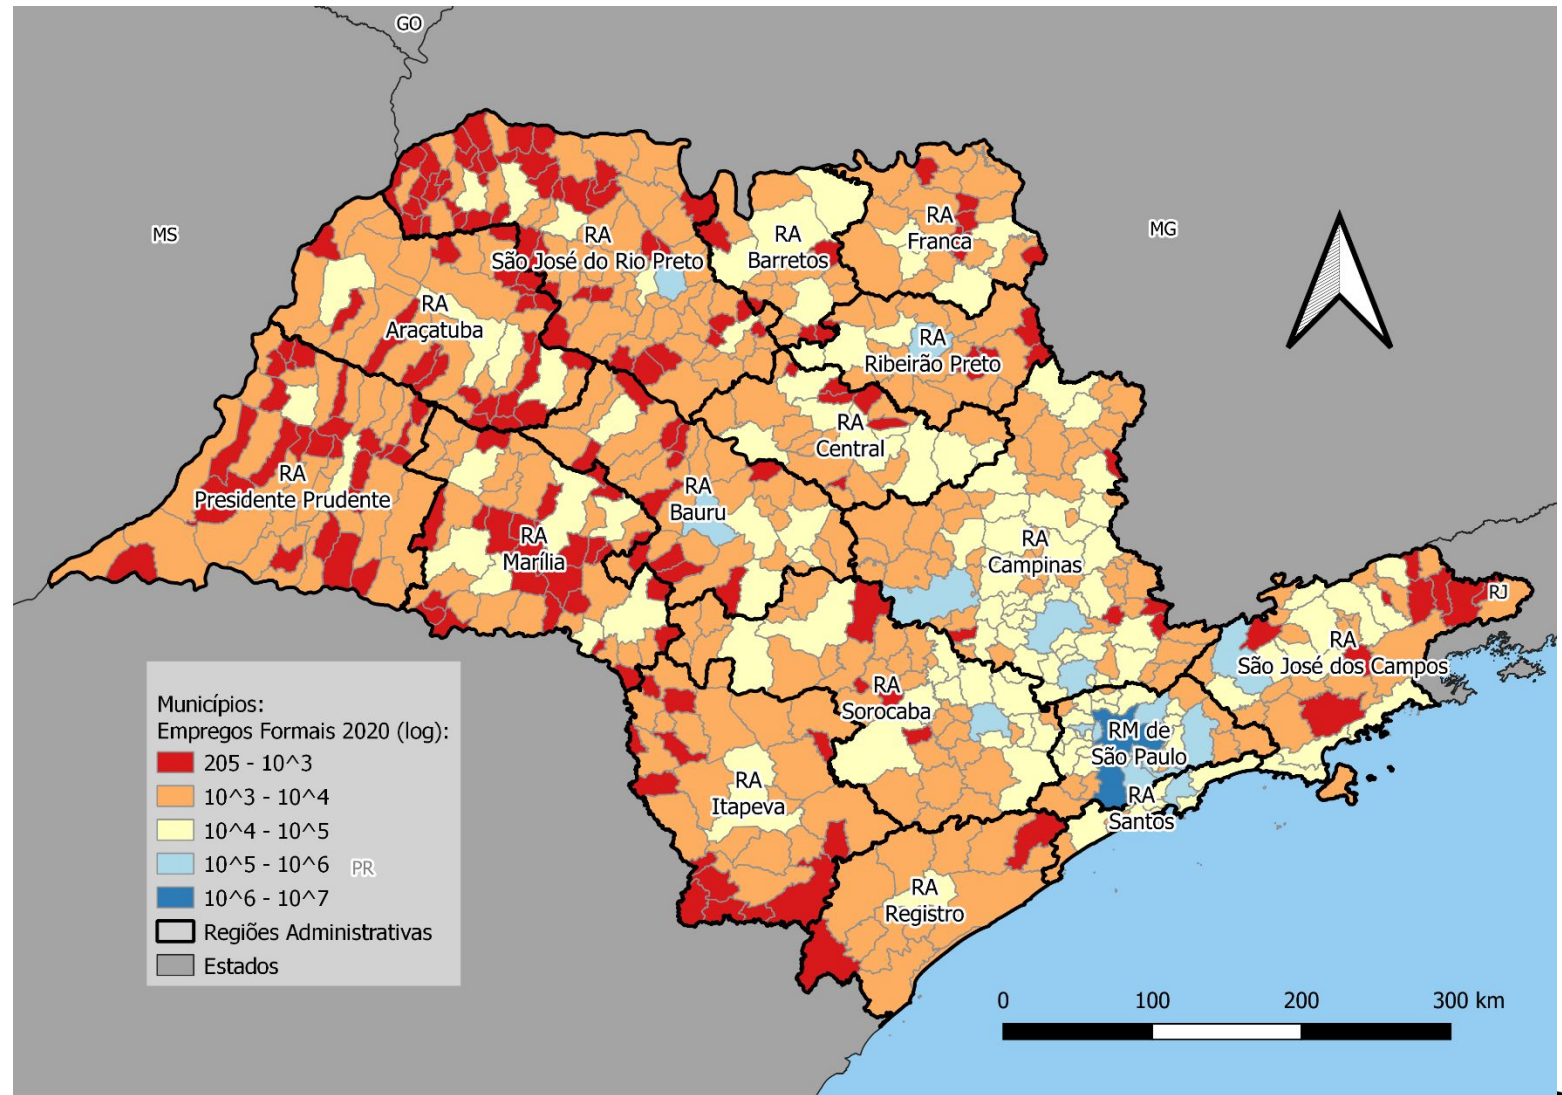 GO
MS
MG
RA
Franca
RA
São José do Rio Preto
RA
Barretos
RA
Araçatuba
RA
Ribeirão Preto
RA
Central
RA
Presidente Prudente
RA
Bauru
RA
Marília
RA
Campinas
RJ
RA
São José dos Campos
RA
Sorocaba
RM de
São Paulo
RA
Itapeva
RA
Santos
RA
Registro
Municípios:
Empregos Formais 2020 (log):
205 - 10^3
10^3 - 10^4
10^4 - 10^5
10^5 - 10^6
PR
10^6 - 10^7
Regiões Administrativas
Estados
0 100 200 300 km